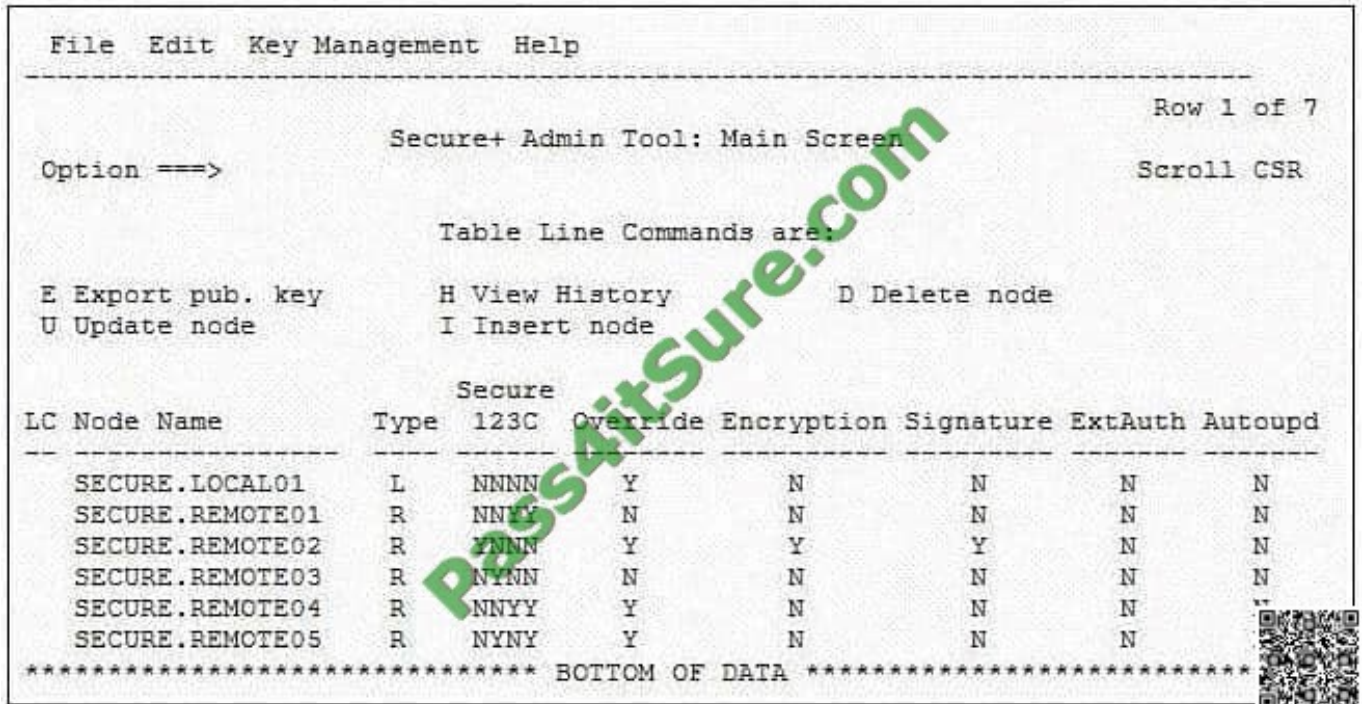 File Edit Key Management Help
Row 1 of 7
Secure+ Admin Tool: Main Screen
Option ===> Scroll CSR
Table Line Commands are:
E Export pub. key H View History D Delete node
U Update node I Insert node
Secure
LC Node Name Type 123C Override Encryption Signature ExtAuth Autoupd
SECURE.LOCAL01 L NNNN Y N N N N
SECURE.REMOTE01 R NNYY N N N N N
SECURE.REMOTE02 R YNNN Y Y Y N N
SECURE.REMOTE03 R NYNN N N N N N
SECURE.REMOTE04 R NNYY Y N N N N
SECURE.REMOTE05 R NYNY Y N N N
******************************* BOTTOM OF DATA ***************************
Pass4itSure.com